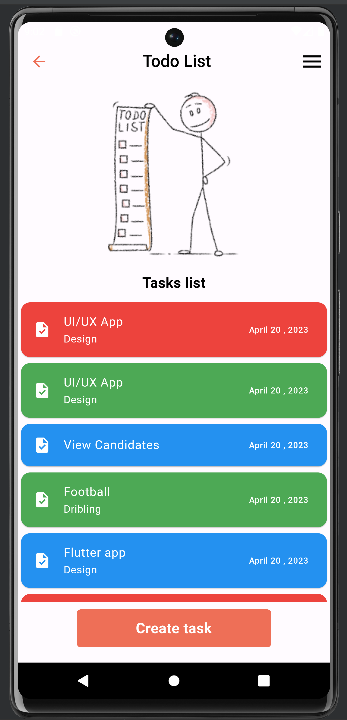 Todo List
TODO
LIST
Tasks list
UI/UX App
Design
April 20 , 2023
UI/UX App
Design
April 20 , 2023
View Candidates
April 20 , 2023
Football
Dribling
April 20 , 2023
Flutter app
Design
April 20 , 2023
Create task